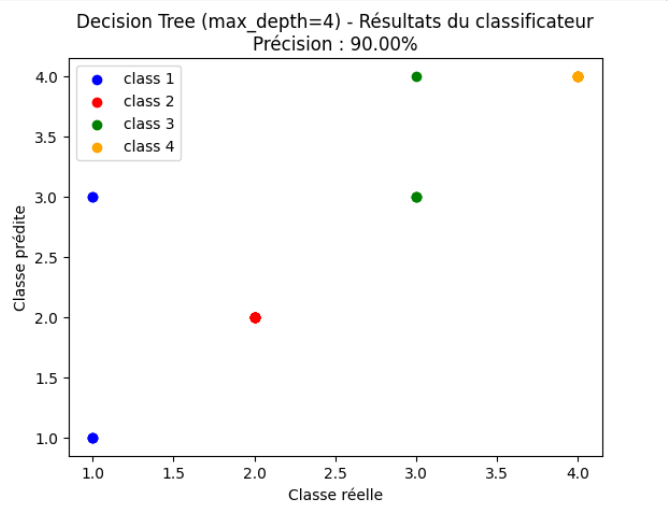 Decision Tree (max_depth=4) - Résultats du classificateur
Précision : 90.00%
class 1
class 2
class 3
class 4
4.0
3.5
3.0
2.5
2.0
1.5
1.0
Classe prédite
1.0 1.5 2.0 2.5 3.0 3.5 4.0
Classe réelle